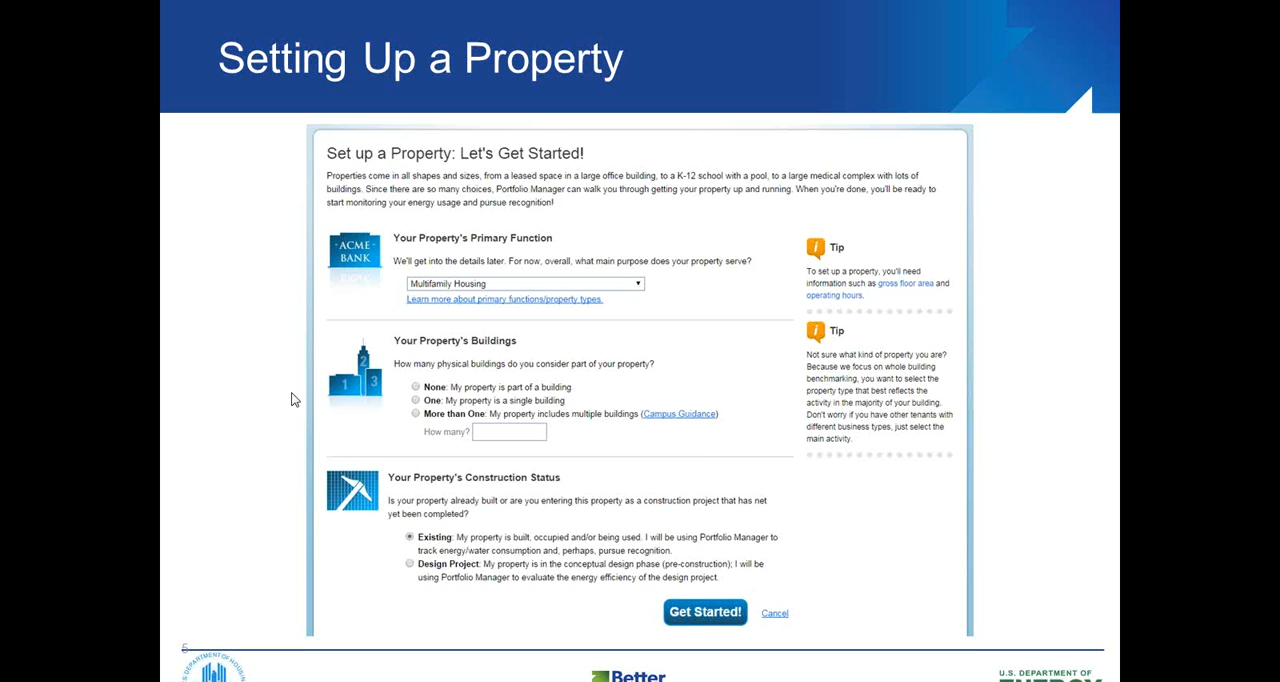 Setting Up a Property
Set up a Property: Let's Get Started!
Properties come in all shapes and sizes, from a leased space in a large office building, to a K-12 school with a pool, to a large medical complex with lots of
buildings. Since there are so many choices, Portfolio Manager can walk you through getting your property up and running. When you're done, you'll be ready to
start monitoring your energy usage and pursue recognition!
ACME
BANK
Your Property's Primary Function
We'll get into the details later. For now, overall, what main purpose does your property serve?
Multifamily Housing
Learn more about primary functions/property types.
1 2 3
Your Property's Buildings
How many physical buildings do you consider part of your property?
None: My property is part of a building
One: My property is a single building
More than One: My property includes multiple buildings (Campus Guidance)
How many?
Your Property's Construction Status
Is your property already built or are you entering this property as a construction project that has not
yet been completed?
Existing: My property is built, occupied and/or being used. I will be using Portfolio Manager to
track energy/water consumption and, perhaps, pursue recognition.
Design Project: My property is in the conceptual design phase (pre-construction); I will be
using Portfolio Manager to evaluate the energy efficiency of the design project.
Get Started! Cancel
i Tip
To set up a property, you'll need
information such as gross floor area and
operating hours.
i Tip
Not sure what kind of property you are?
Because we focus on whole building
benchmarking, you want to select the
property type that best reflects the
activity in the majority of your building.
Don't worry if you have other tenants with
different business types, just select the
main activity.
5
DEPARTMENT OF HOUSIN
Better
U.S. DEPARTMENT OF
ENERGY